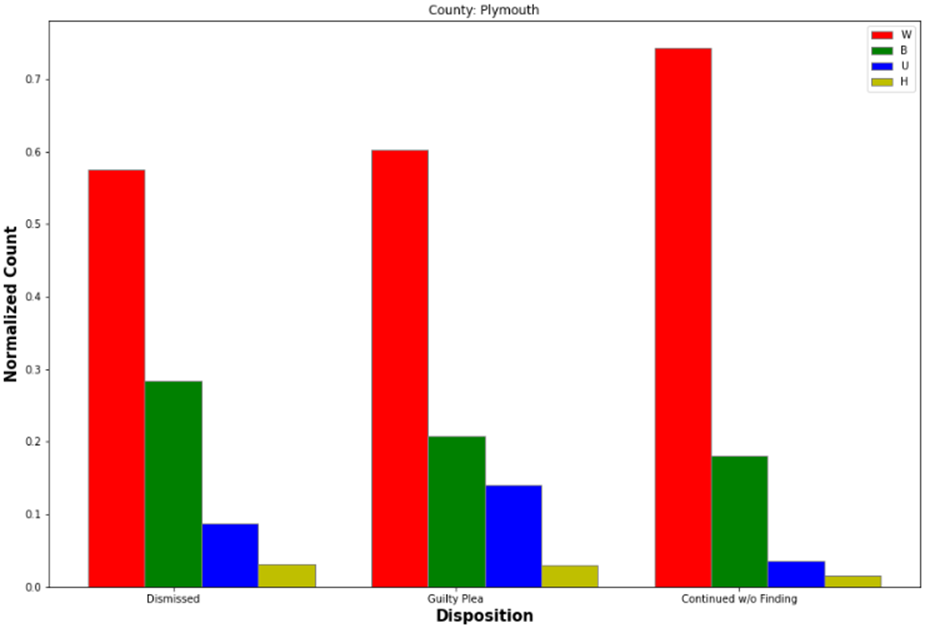 County: Plymouth
W
B
U
H
Normalized Count
0.7
0.6
0.5
0.4
0.3
0.2
0.1
0.0
Dismissed
Guilty Plea
Continued w/o Finding
Disposition